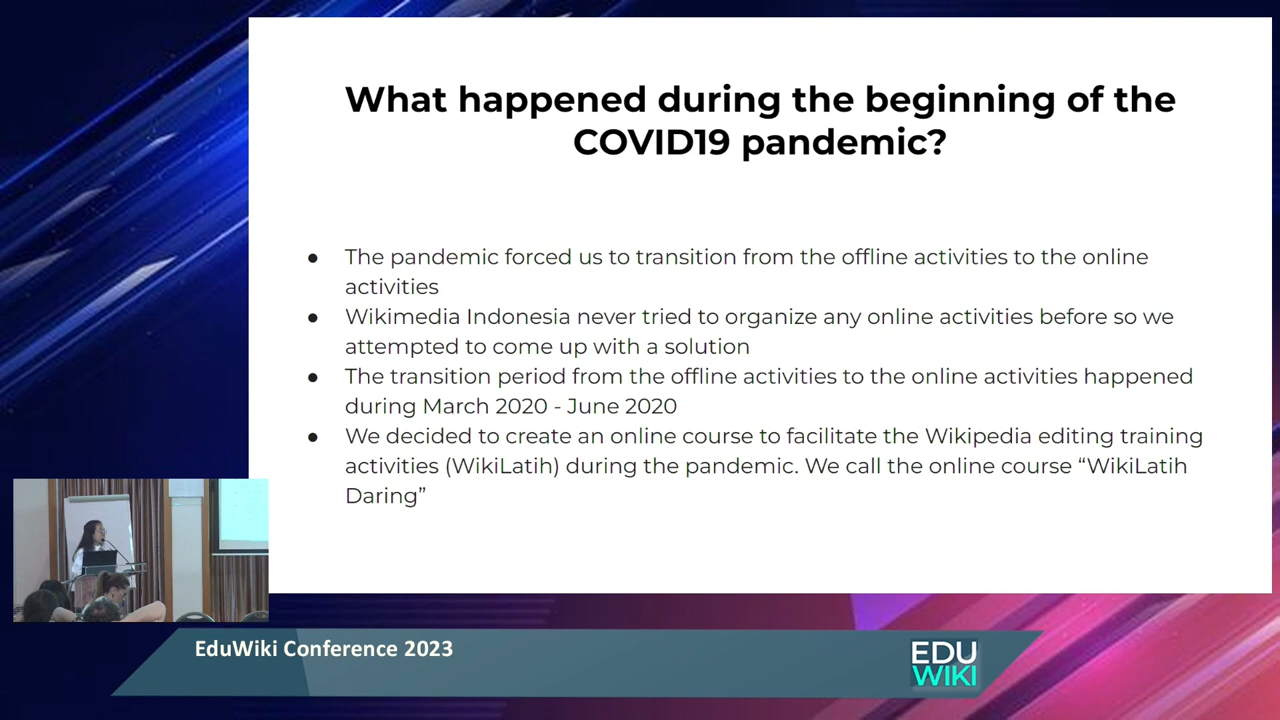 What happened during the beginning of the
COVID19 pandemic?
● The pandemic forced us to transition from the offline activities to the online
activities
● Wikimedia Indonesia never tried to organize any online activities before so we
attempted to come up with a solution
● The transition period from the offline activities to the online activities happened
during March 2020 - June 2020
● We decided to create an online course to facilitate the Wikipedia editing training
activities (WikiLatih) during the pandemic. We call the online course “WikiLatih
Daring”
EduWiki Conference 2023
EDU
WIKI